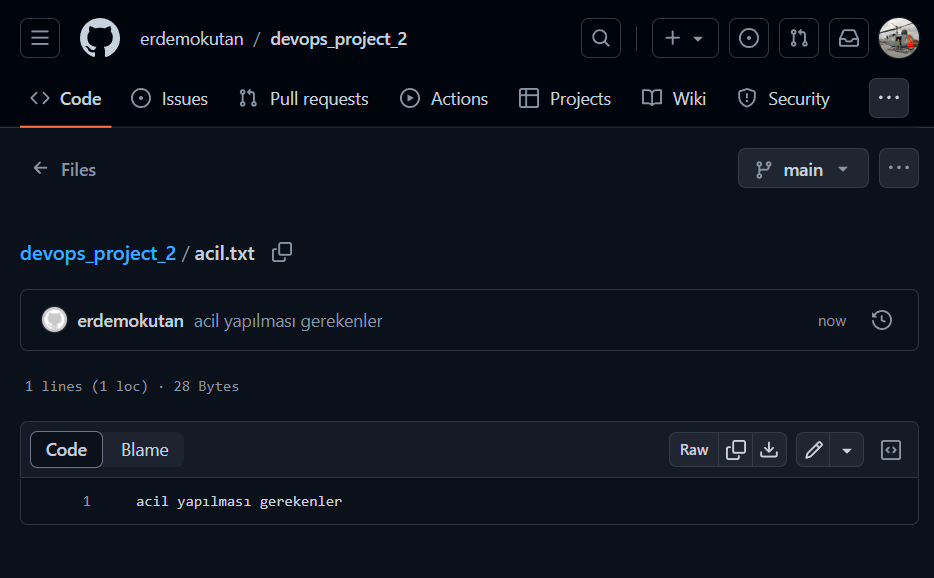 erdemokutan / devops_project_2
Code Issues Pull requests Actions Projects Wiki Security
Files main
devops_project_2 / acil.txt
erdemokutan acil yapılması gerekenler now
1 lines (1 loc) · 28 Bytes
Code Blame Raw
1 acil yapılması gerekenler